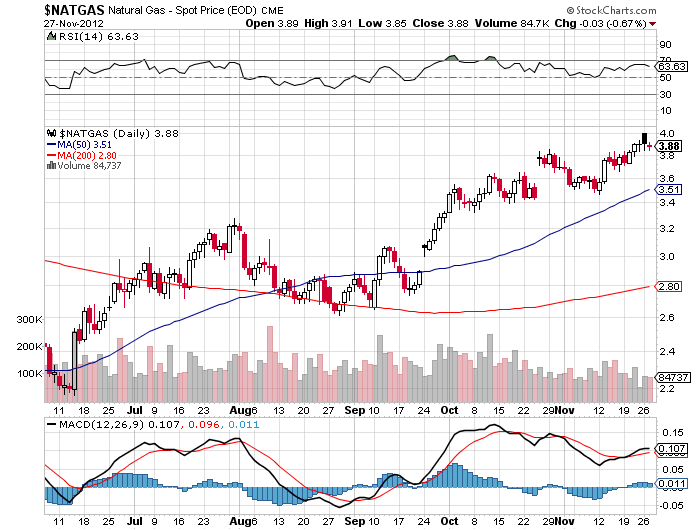 $NATGAS Natural Gas - Spot Price (EOD) CME © StockCharts.com
27-Nov-2012 Open 3.89 High 3.91 Low 3.85 Close 3.88 Volume 84.7K Chg -0.03 (-0.67%)
RSI(14) 63.63
90
70
63.63
50
30
10
$NATGAS (Daily) 3.88
MA(50) 3.51
MA(200) 2.80
Volume 84,737
4.0
3.88
3.8
3.6
3.51
3.4
3.2
3.0
2.80
2.6
300K
200K
2.4
100K
84737
2.2
11 18 25 Jul 9 16 23 Aug 6 13 20 27 Sep 10 17 24 Oct 8 15 22 29 Nov 12 19 26
MACD(12,26,9) 0.107, 0.096, 0.011
0.15
0.107
0.05
0.011
-0.05
11 18 25 Jul 9 16 23 Aug 6 13 20 27 Sep 10 17 24 Oct 8 15 22 29 Nov 12 19 26